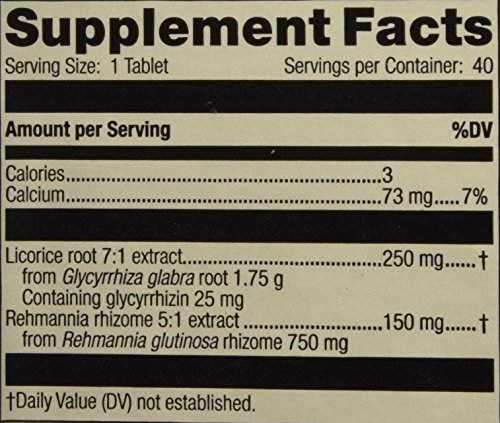 Supplement Facts
Serving Size: 1 Tablet Servings per Container: 40
Amount per Serving %DV
Calories...................................................................3
Calcium....................................................................73 mg.....7%
Licorice root 7:1 extract..........................................250 mg.....†
from Glycyrrhiza glabra root 1.75 g
Containing glycyrrhizin 25 mg
Rehmannia rhizome 5:1 extract ............................150 mg.....†
from Rehmannia glutinosa rhizome 750 mg
†Daily Value (DV) not established.